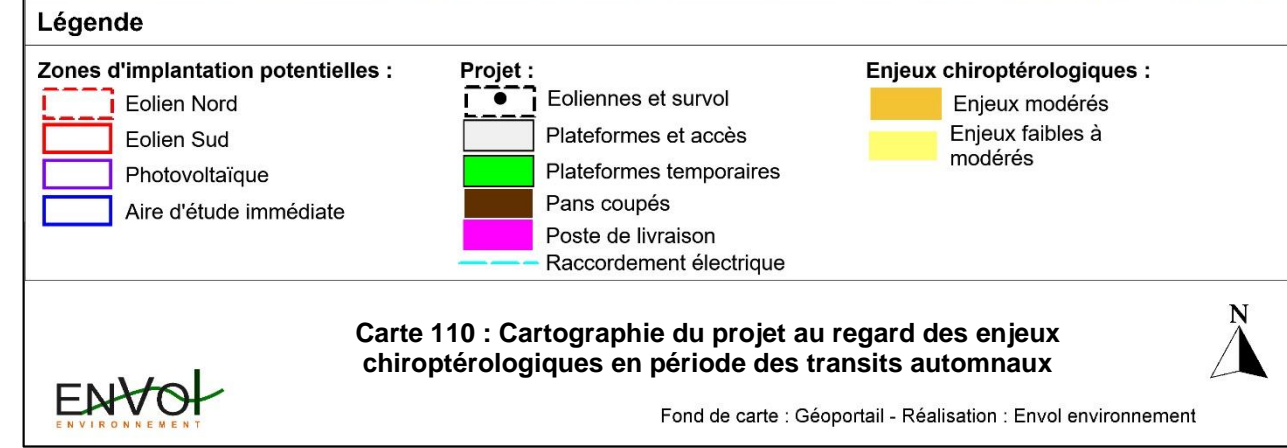 Légende
Zones d'implantation potentielles :
Eolien Nord
Eolien Sud
Photovoltaïque
Aire d'étude immédiate
Projet :
Eoliennes et survol
Plateformes et accès
Plateformes temporaires
Pans coupés
Poste de livraison
Raccordement électrique
Enjeux chiroptérologiques :
Enjeux modérés
Enjeux faibles à
modérés
Carte 110 : Cartographie du projet au regard des enjeux
chiroptérologiques en période des transits automnaux
N
ENVOl
ENVIRONNEMENT
Fond de carte : Géoportail - Réalisation : Envol environnement